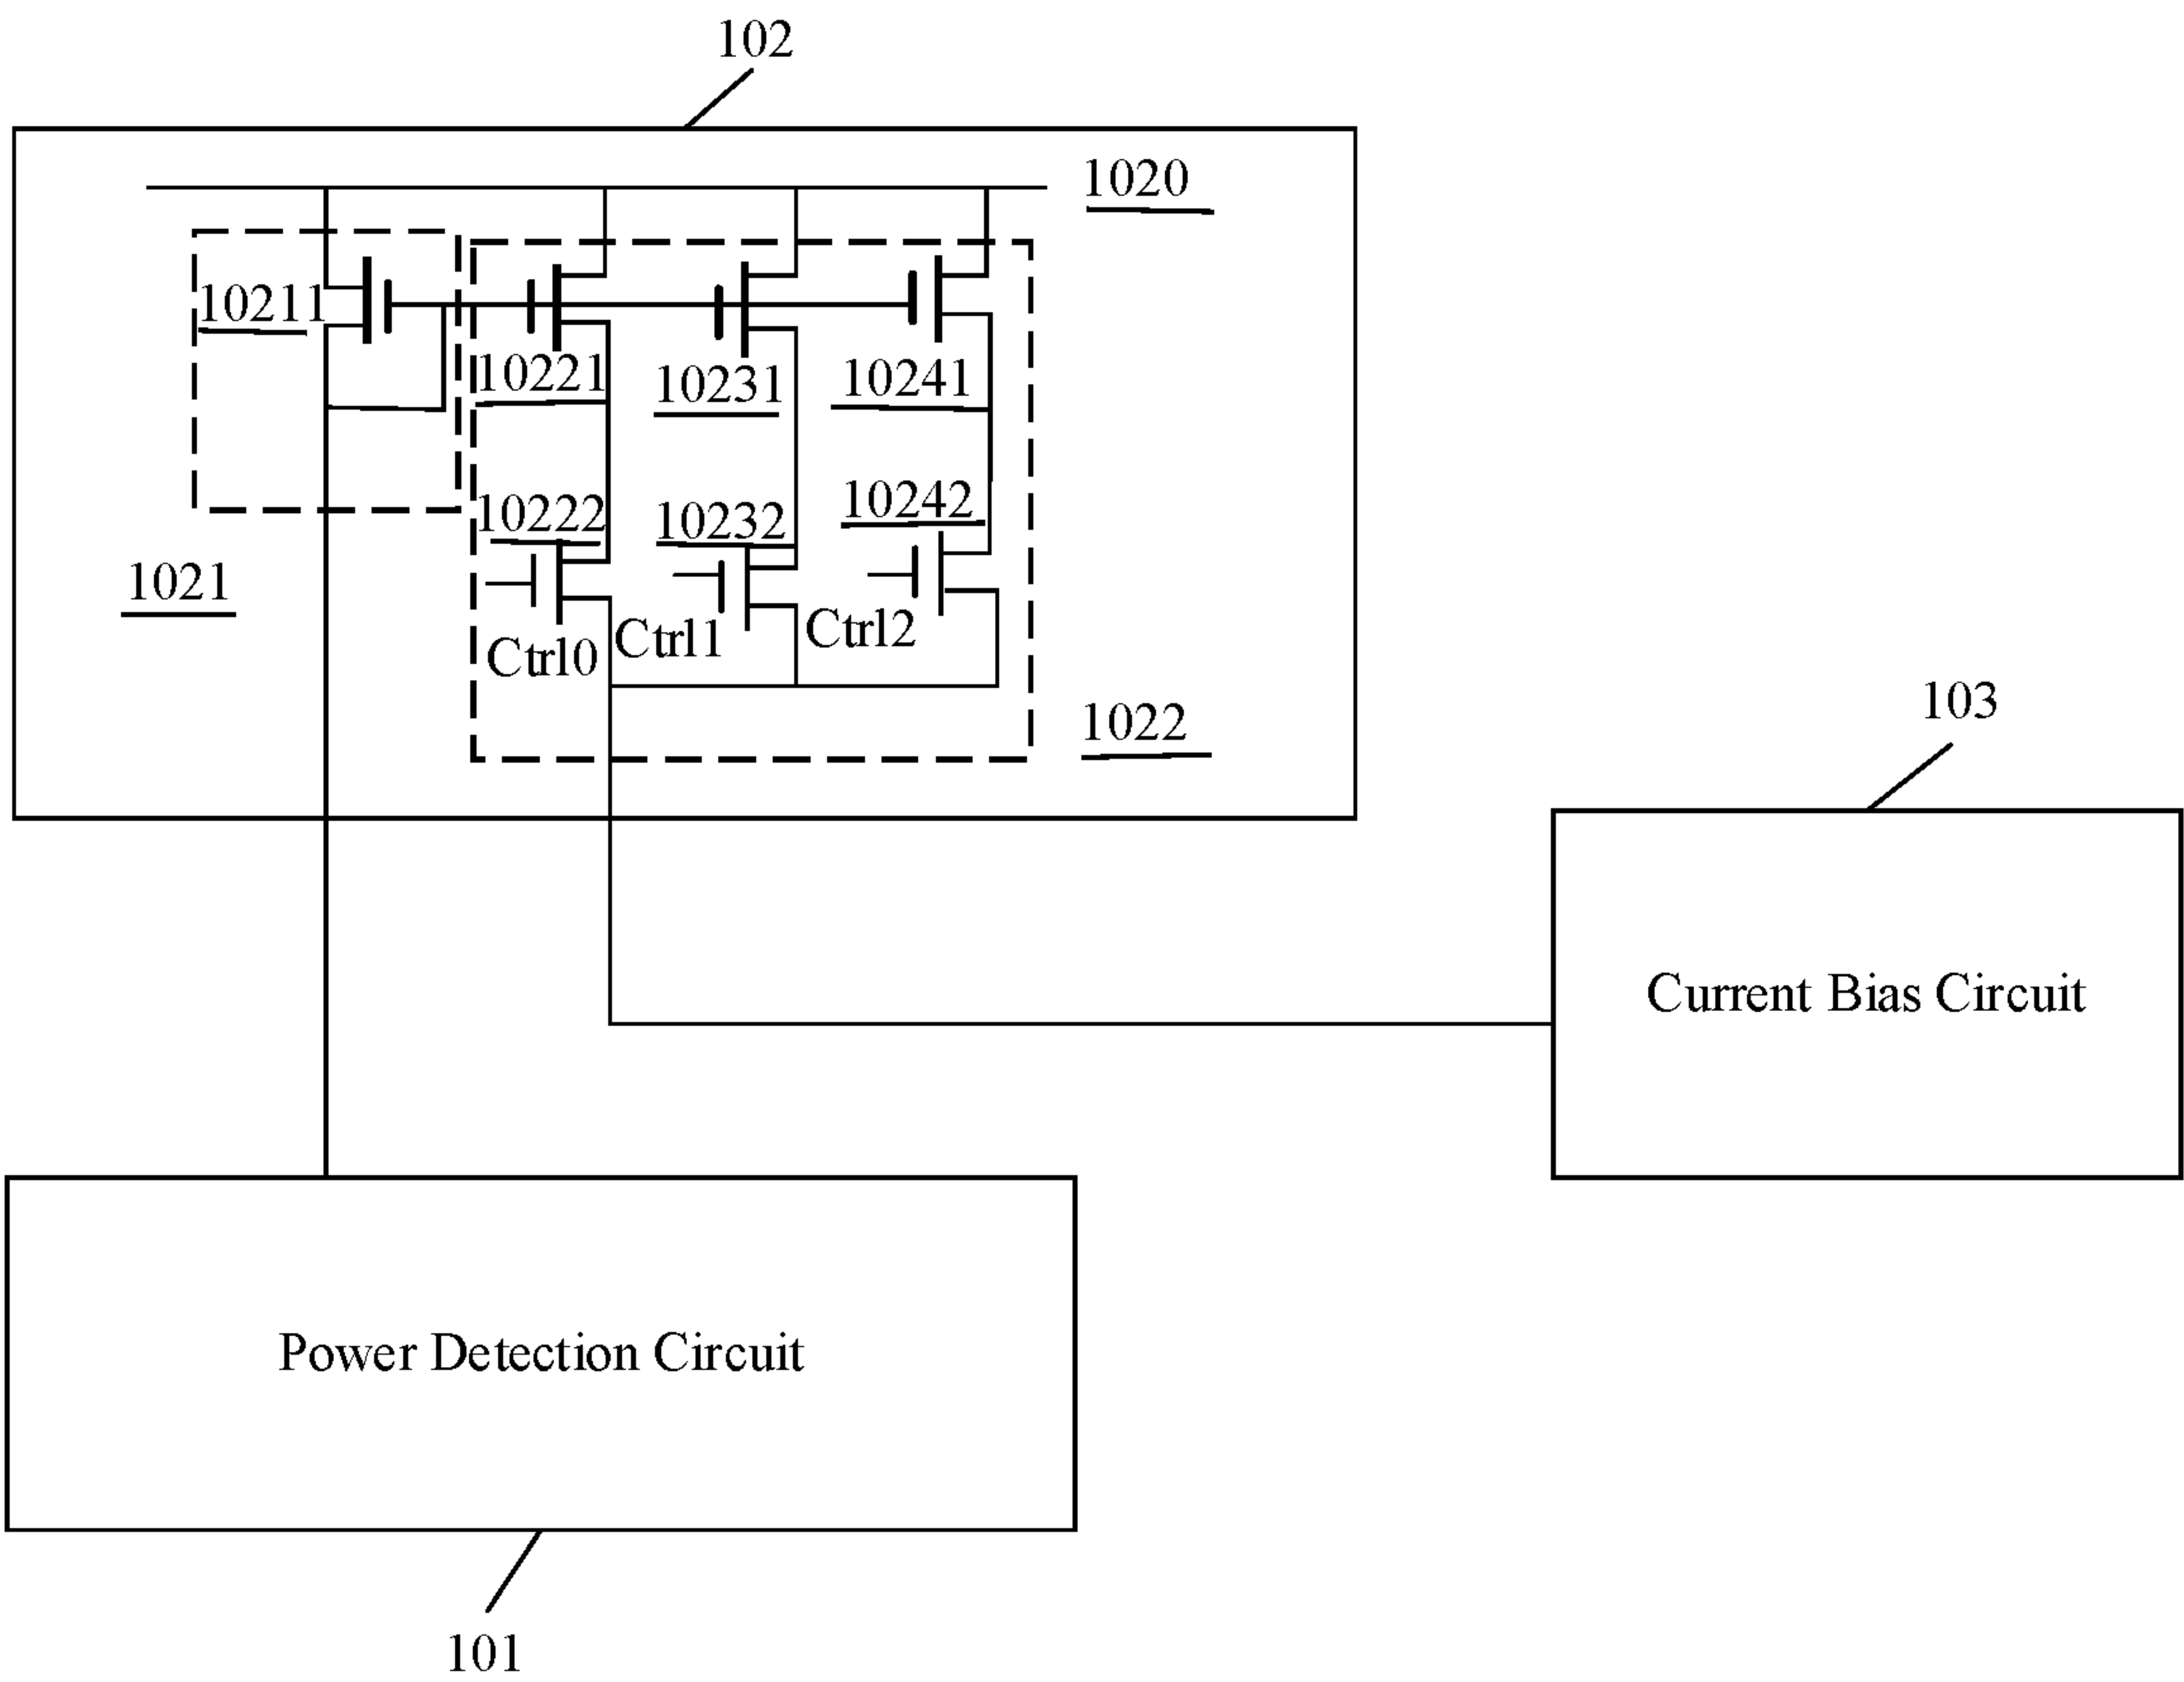 102
1020
10211
10221
10231
10241
10222
10232
10242
1021
Ctrl0
Ctrl1
Ctrl2
1022
103
Current Bias Circuit
Power Detection Circuit
101